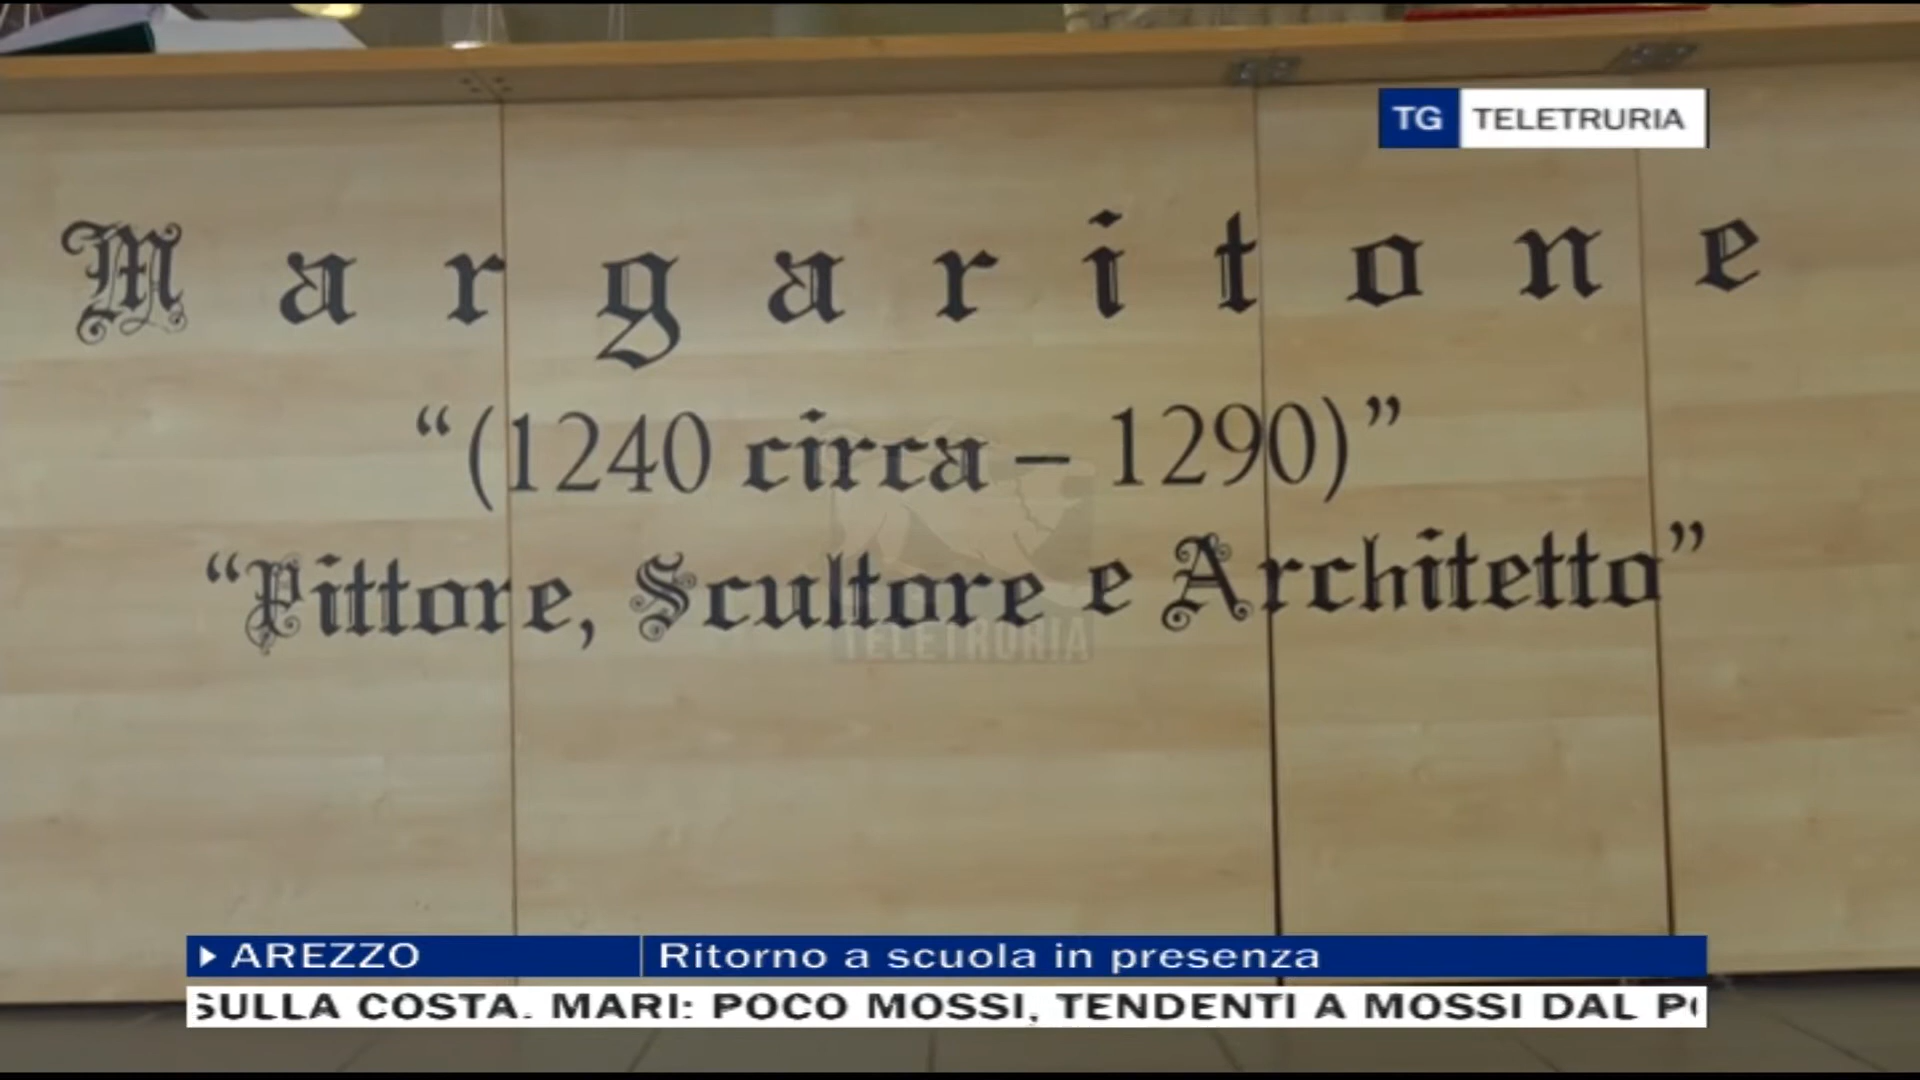 TG TELETRURIA
Margaritone
“(1240 circa – 1290)”
“Pittore, Scultore e Architetto”
TELETRURIA
AREZZO Ritorno a scuola in presenza
SULLA COSTA. MARI: POCO MOSSI, TENDENTI A MOSSI DAL